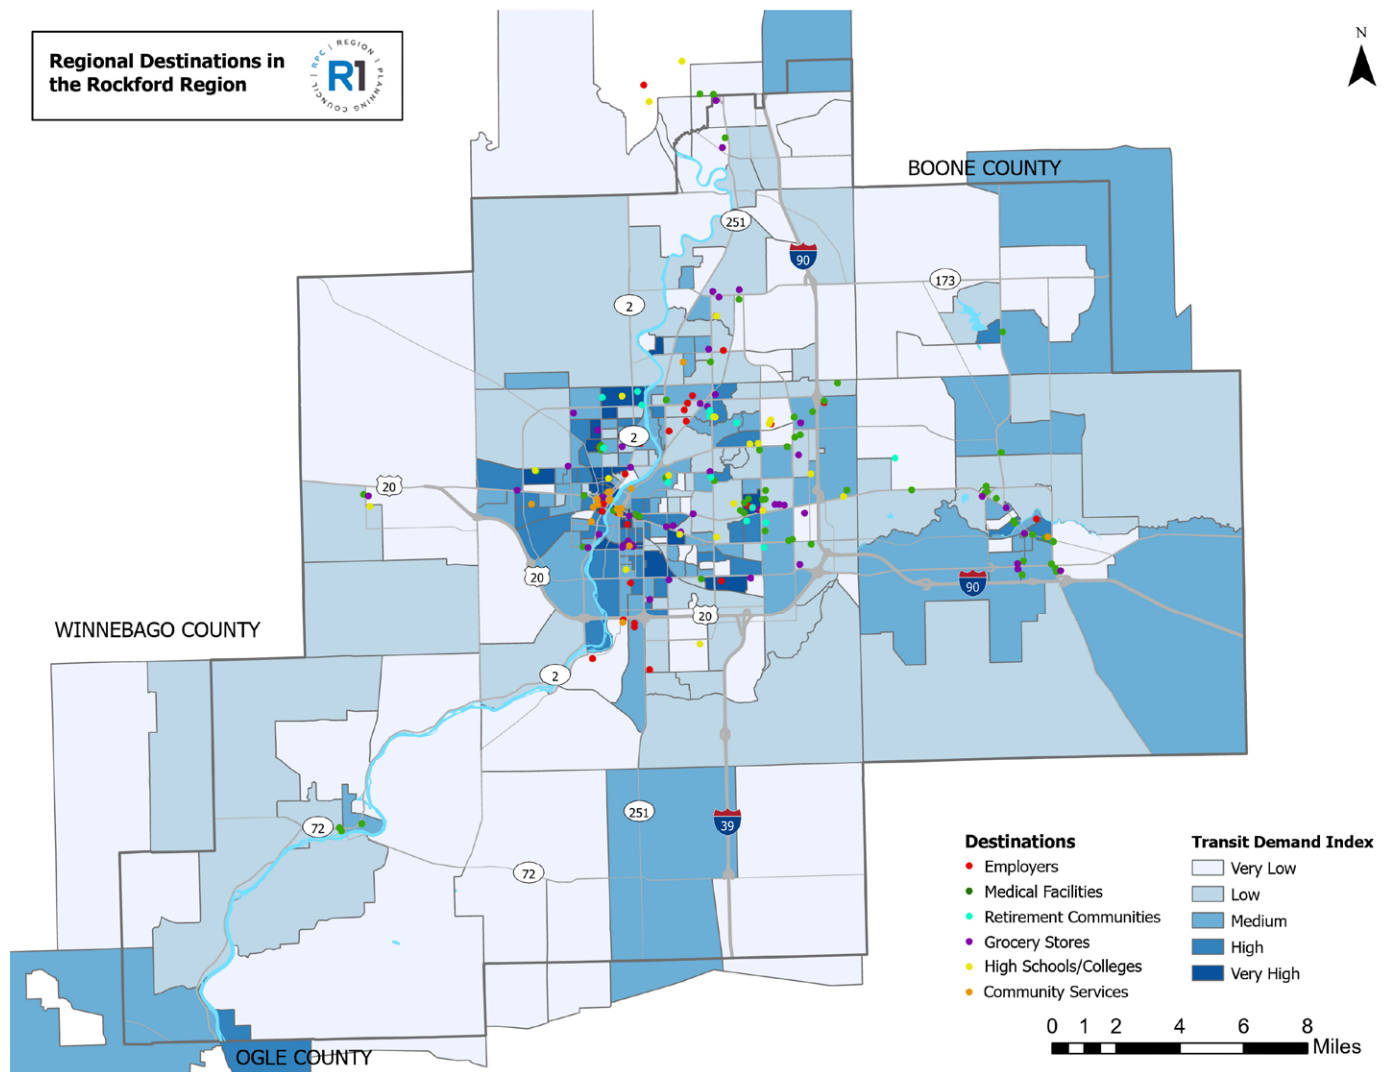 Regional Destinations in
the Rockford Region
RPC | REGION | PLANNING COUNCIL |
R1
N
BOONE COUNTY
251
90
173
2
2
20
20
90
20
WINNEBAGO COUNTY
2
251
39
72
72
OGLE COUNTY
Destinations
Employers
Medical Facilities
Retirement Communities
Grocery Stores
High Schools/Colleges
Community Services
Transit Demand Index
Very Low
Low
Medium
High
Very High
0 1 2 4 6 8
Miles